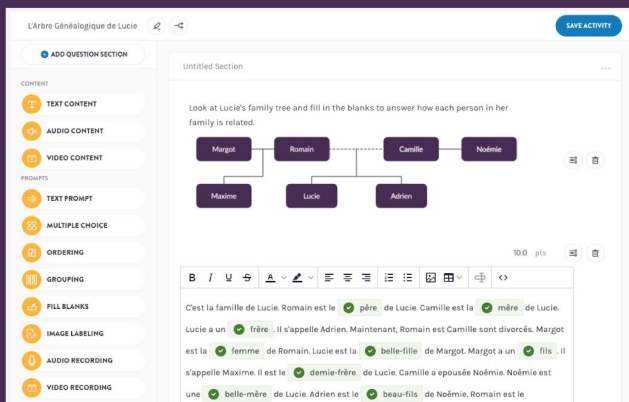 L'Arbre Généalogique de Lucie
SAVE ACTIVITY
ADD QUESTION SECTION
CONTENT
TEXT CONTENT
AUDIO CONTENT
VIDEO CONTENT
PROMPTS
TEXT PROMPT
MULTIPLE CHOICE
ORDERING
GROUPING
FILL BLANKS
IMAGE LABELING
AUDIO RECORDING
VIDEO RECORDING
Untitled Section
Look at Lucie's family tree and fill in the blanks to answer how each person in her
family is related.
Margot Romain Camille Noémie
Maxime Lucie Adrien
10.0 pts
B I U S A
C'est la famille de Lucie. Romain est le père de Lucie. Camille est la mère de Lucie.
Lucie a un frère . Il s'appelle Adrien. Maintenant, Romain est Camille sont divorcés. Margot
est la femme de Romain. Lucie est la belle-fille de Margot. Margot a un fils . Il
s'appelle Maxime. Il est le demie-frère de Lucie. Camille a epousée Noêmie. Noêmie est
une belle-mère de Lucie. Adrien est le beau-fils de Noêmie. Romain est le